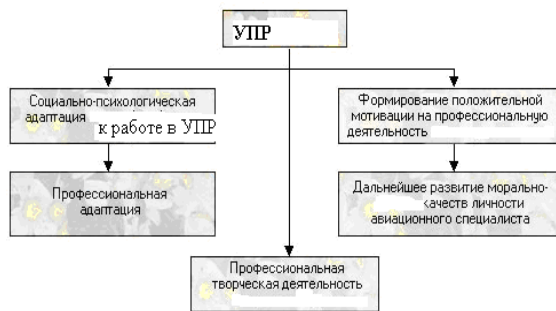 УПР
Социально-психологическая
адаптация
к работе в УПР
Формирование положительной
мотивации на профессиональную
деятельность
Профессиональная
адаптация
Дальнейшее развитие морально-
качеств личности
авиационного специалиста
Профессиональная
творческая деятельность